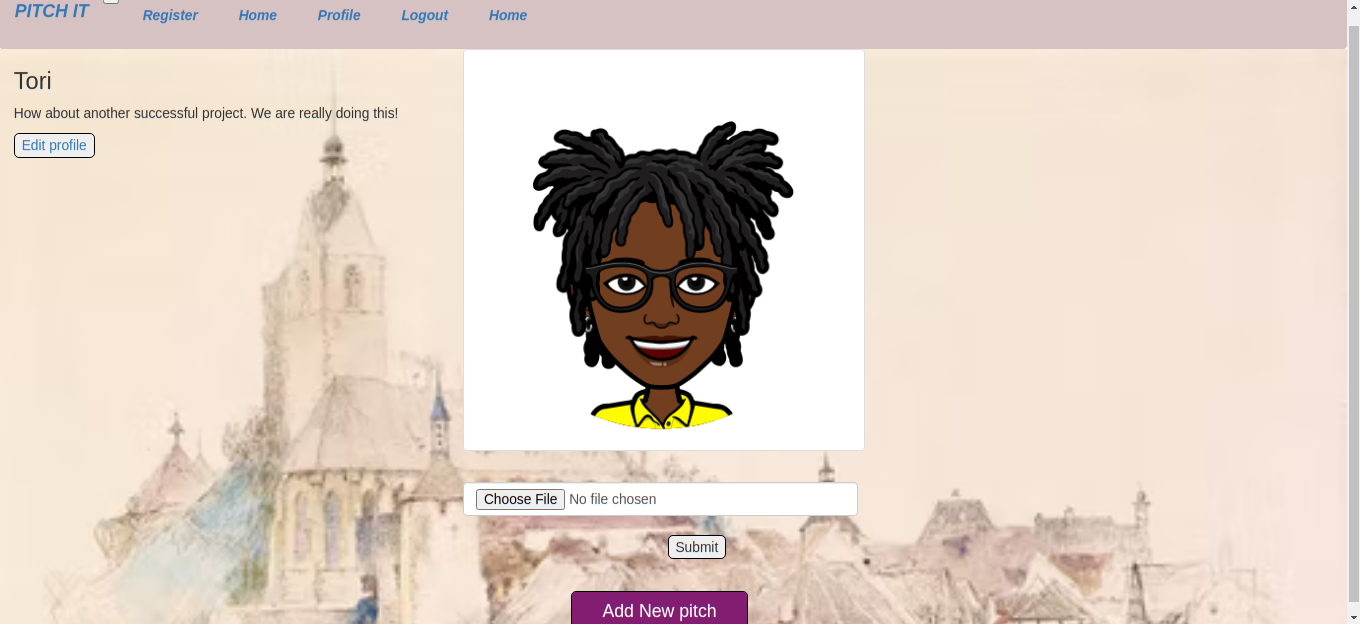 PITCH IT Register Home Profile Logout Home
Tori
How about another successful project. We are really doing this!
Edit profile
Choose File No file chosen
Submit
Add New pitch